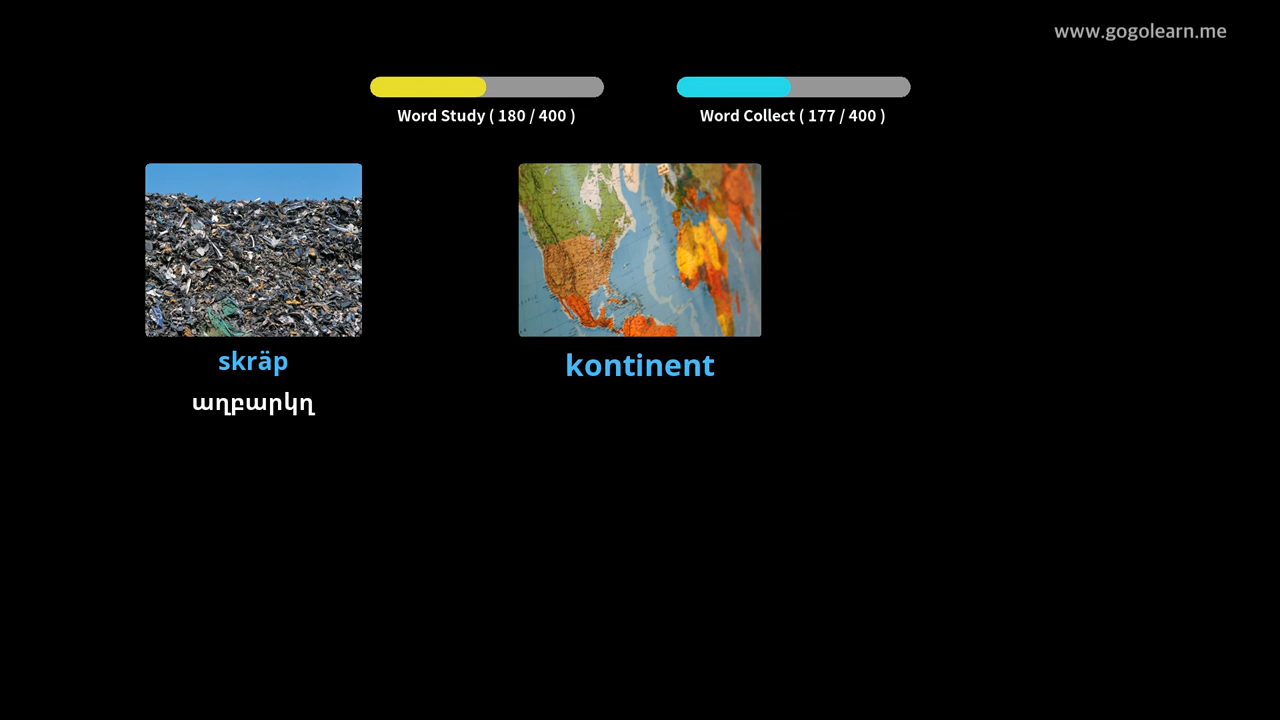 www.gogolearn.me
Word Study ( 180 / 400 )
Word Collect ( 177 / 400 )
skräp
աղբարկղ
kontinent